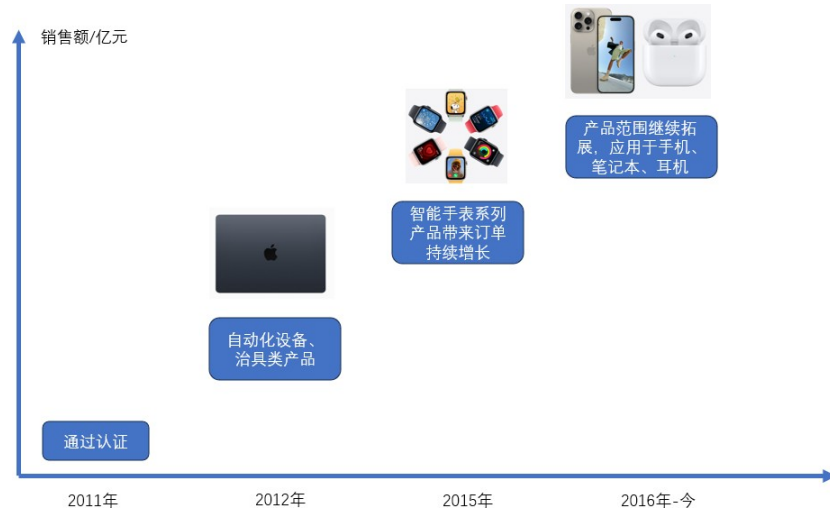 销售额/亿元
产品范围继续拓
展，应用于手机、
笔记本、耳机
智能手表系列
产品带来订单
持续增长
自动化设备、
治具类产品
通过认证
2011年
2012年
2015年
2016年-今